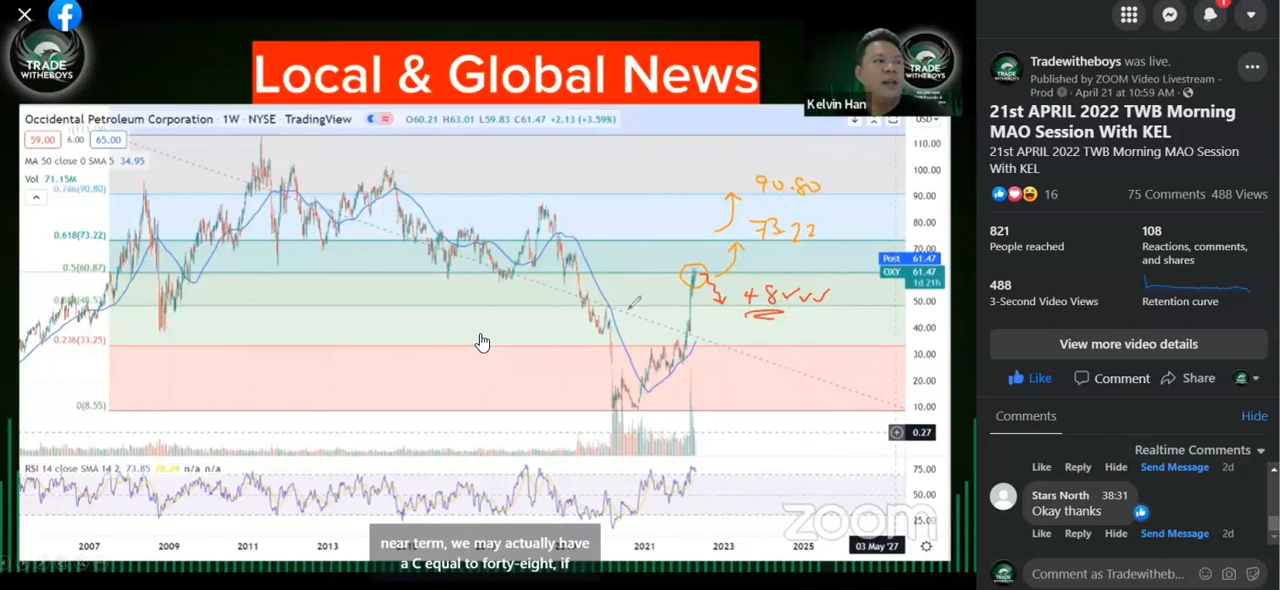 TRADE
WITHEBOYS
Local & Global News
TRADE
WITHEBOYS
Kelvin Han
Occidental Petroleum Corporation · 1W · NYSE · TradingView
O60.21 H63.01 L59.83 C61.47 +2.13 (+3.59%)
USD
59.00 6.00 65.00
MA 50 close 0 SMA 5 34.95
Vol 71.15M
0.786(90.80)
0.618(73.22)
0.5(60.87)
0.236(33.25)
0(8.55)
110.00
100.00
90.00
80.00
70.00
Post 61.47
OXY 61.47
1d 21h
50.00
40.00
30.00
20.00
10.00
0.27
90.80
73.22
48
RSI 14 close SMA 14 2 73.85 70.24 n/a n/a
75.00
50.00
25.00
zoom
2007 2009 2011 2013 2015 2021 2023 2025 03 May '27
near term, we may actually have
a C equal to forty-eight, if
Tradewitheboys was live.
Published by ZOOM Video Livestream -
Prod · April 21 at 10:59 AM ·
21st APRIL 2022 TWB Morning
MAO Session With KEL
21st APRIL 2022 TWB Morning MAO Session
With KEL
16 75 Comments 488 Views
821
People reached
108
Reactions, comments,
and shares
488
3-Second Video Views
Retention curve
View more video details
Like Comment Share
Comments Hide
Realtime Comments
Like Reply Hide Send Message 2d
Stars North · 38:31
Okay thanks
Like Reply Hide Send Message 2d
Comment as Tradewitheb...